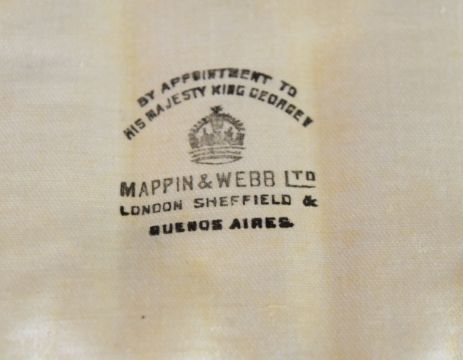 BY APPOINTMENT TO
HIS MAJESTY KING GEORGE V
MAPPIN & WEBB LTD
LONDON SHEFFIELD &
BUENOS AIRES.